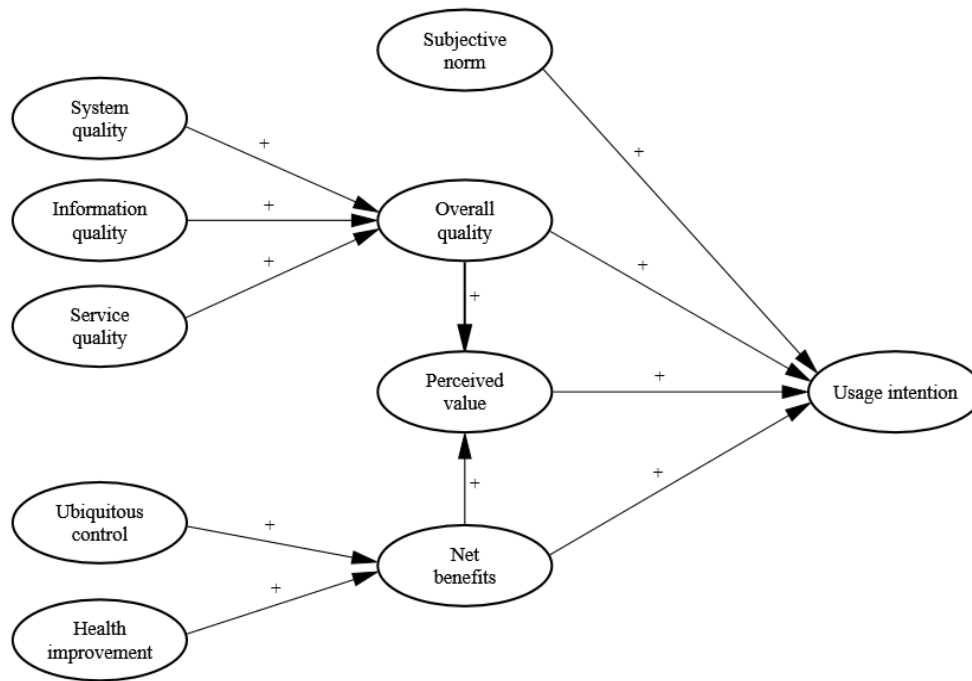 Subjective
norm
System
quality
+
+
Information
quality
+
Overall
quality
+
+
Service
quality
+
Perceived
value
+
Usage intention
+
+
Ubiquitous
control
+
Net
benefits
+
Health
improvement